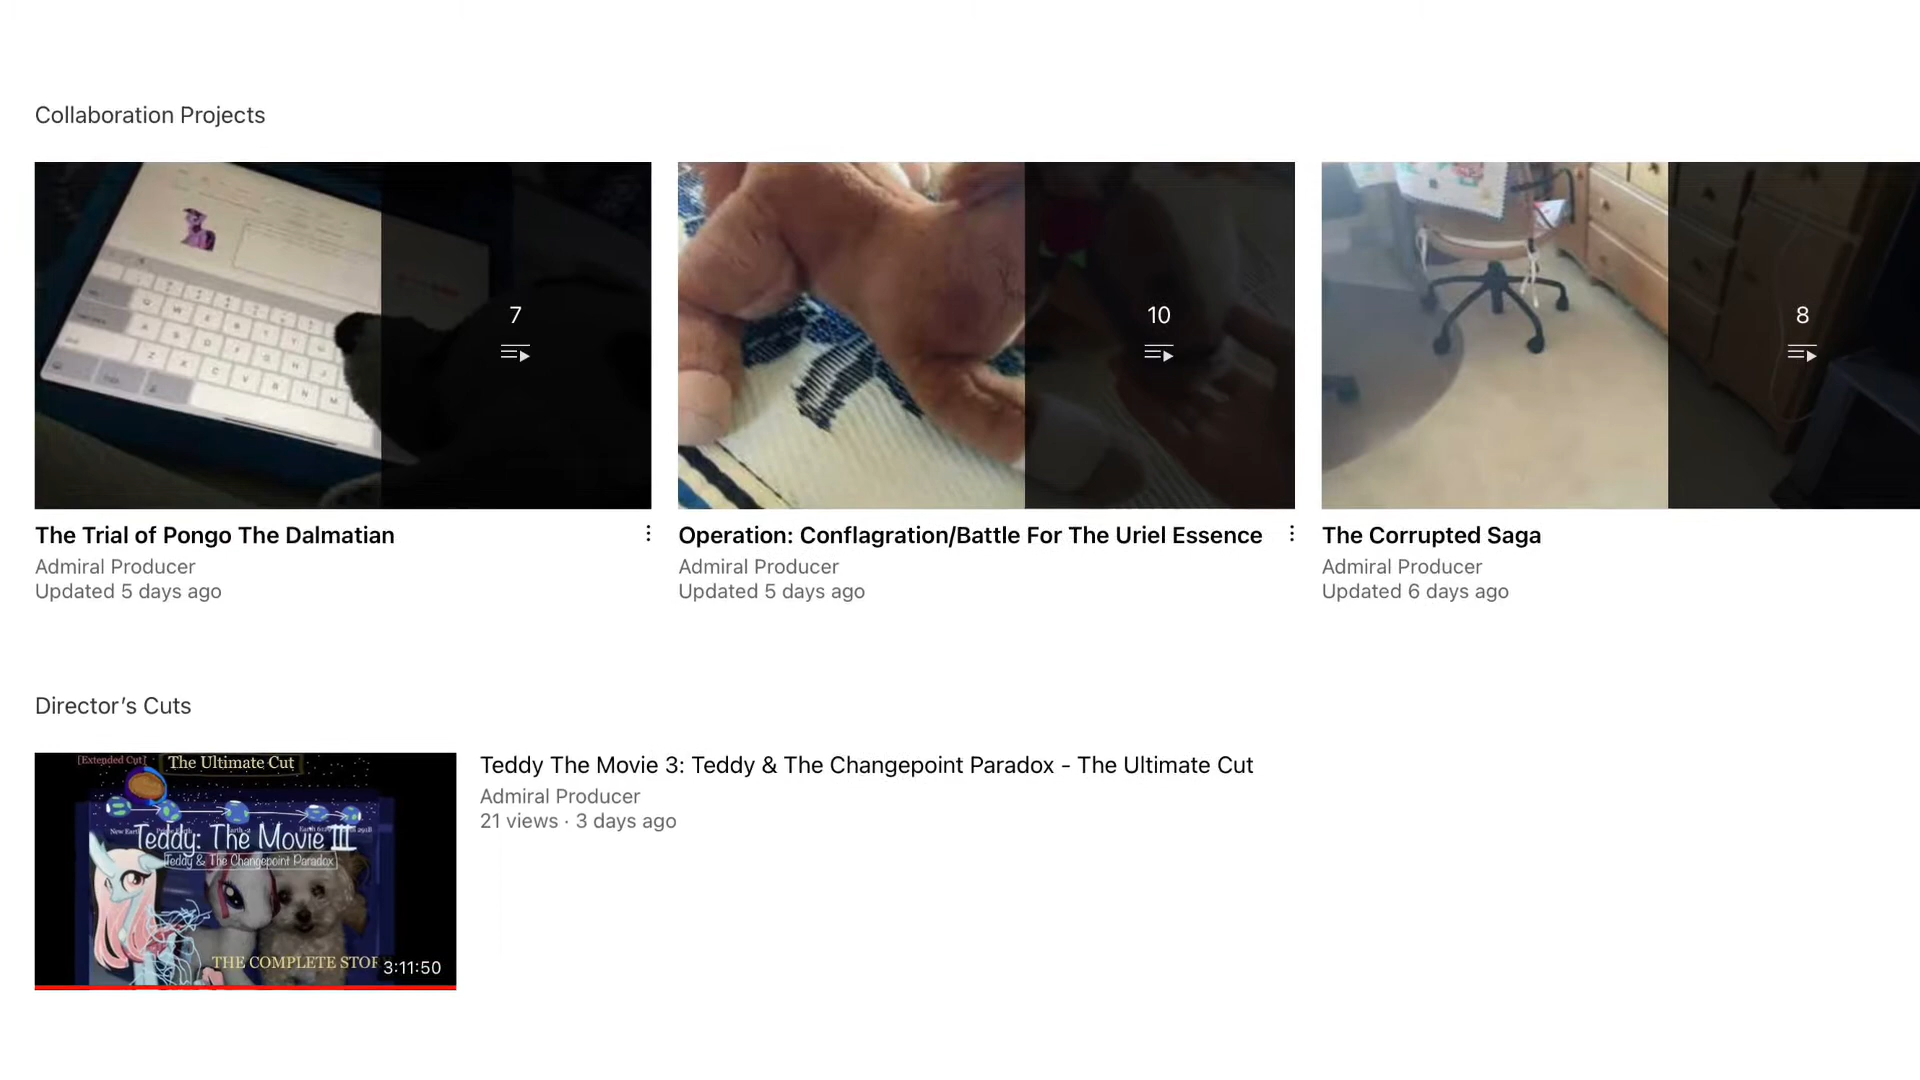 Collaboration Projects
7
10
8
The Trial of Pongo The Dalmatian
Admiral Producer
Updated 5 days ago
Operation: Conflagration/Battle For The Uriel Essence
Admiral Producer
Updated 5 days ago
The Corrupted Saga
Admiral Producer
Updated 6 days ago
Director’s Cuts
[Extended Cut]
The Ultimate Cut
New Earth
Teddy: The Movie III
Teddy & The Changepoint Paradox
THE COMPLETE STOR
3:11:50
Teddy The Movie 3: Teddy & The Changepoint Paradox - The Ultimate Cut
Admiral Producer
21 views · 3 days ago